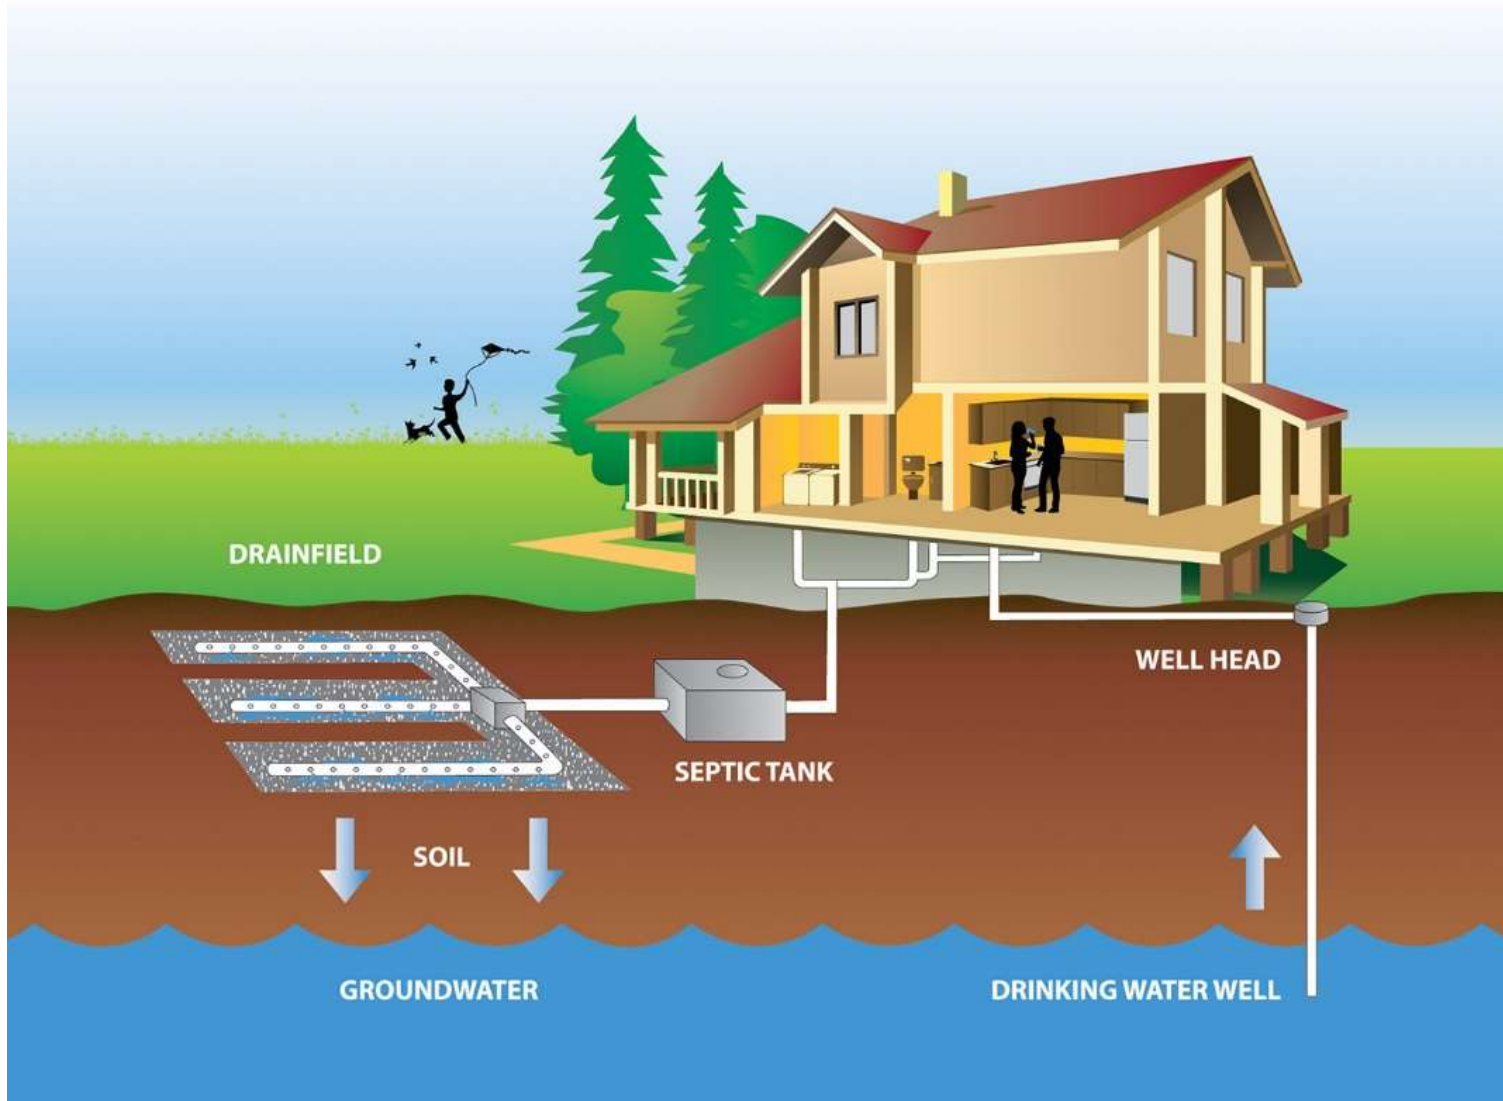 DRAINFIELD
WELL HEAD
SEPTIC TANK
SOIL
GROUNDWATER
DRINKING WATER WELL